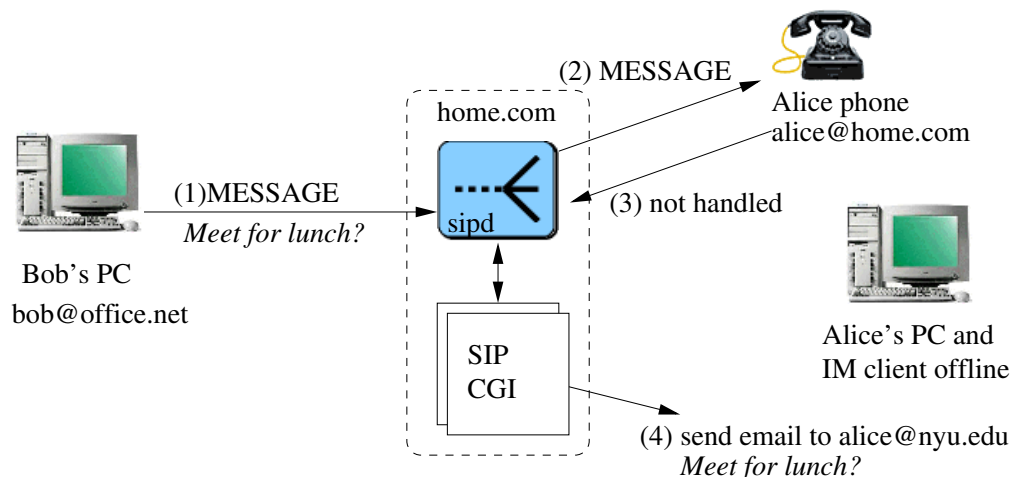 (2) MESSAGE
home.com
Alice phone
alice@home.com
(1)MESSAGE
Meet for lunch?
sipd
(3) not handled
Bob's PC
bob@office.net
Alice's PC and
IM client offline
SIP
CGI
(4) send email to alice@nyu.edu
Meet for lunch?